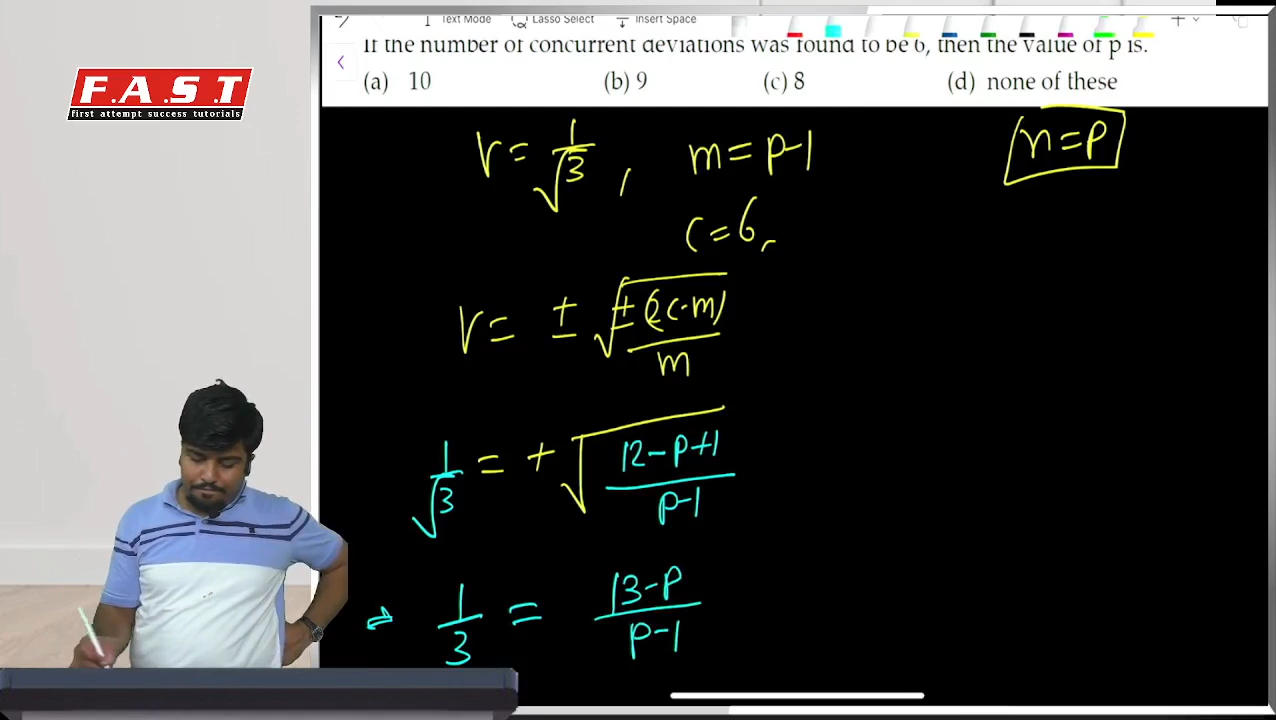 Text Mode Lasso Select Insert Space
If the number of concurrent deviations was found to be 6, then the value of p is.
(a) 10 (b) 9 (c) 8 (d) none of these
F.A.S.T
first attempt success tutorials
r = 1/√3 , m = p-1
n = p
c = 6,
r = ± √(±(2c-m)/m)
1/√3 = + √((12-p+1)/(p-1))
⇒ 1/3 = (13-p)/(p-1)